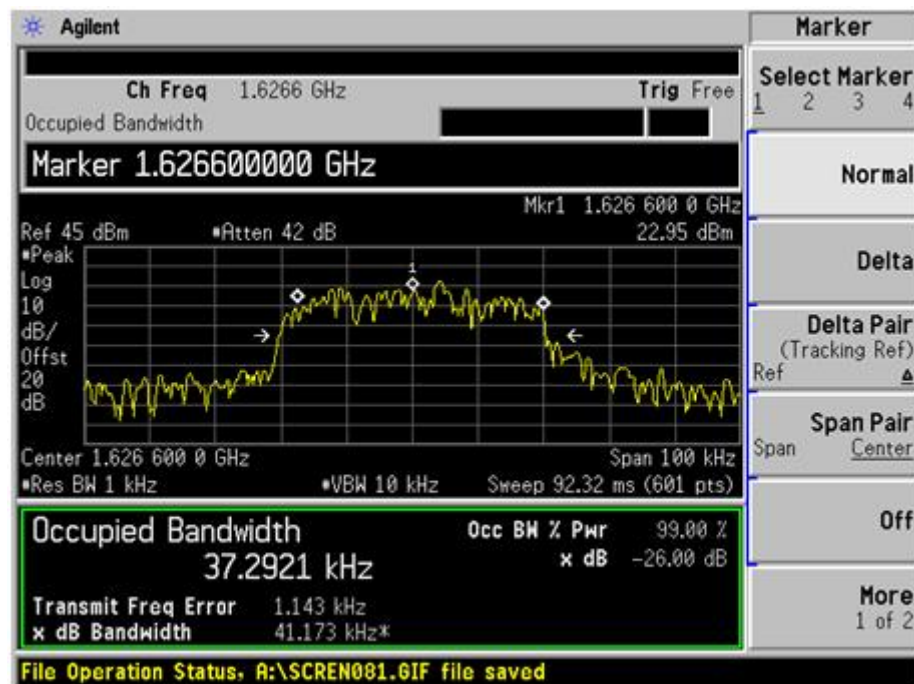 Agilent
Ch Freq 1.6266 GHz Trig Free
Occupied Bandwidth
Marker 1.626600000 GHz
Mkr1 1.626 600 0 GHz
Ref 45 dBm #Atten 42 dB 22.95 dBm
#Peak
Log
10
dB/
Offst
20
dB
1
Center 1.626 600 0 GHz Span 100 kHz
#Res BW 1 kHz #VBW 10 kHz Sweep 92.32 ms (601 pts)
Occupied Bandwidth Occ BW % Pwr 99.00 %
37.2921 kHz x dB -26.00 dB
Transmit Freq Error 1.143 kHz
x dB Bandwidth 41.173 kHz*
File Operation Status, A:\SCREN081.GIF file saved
Marker
Select Marker
1 2 3 4
Normal
Delta
Delta Pair
(Tracking Ref)
Ref Δ
Span Pair
Span Center
Off
More
1 of 2